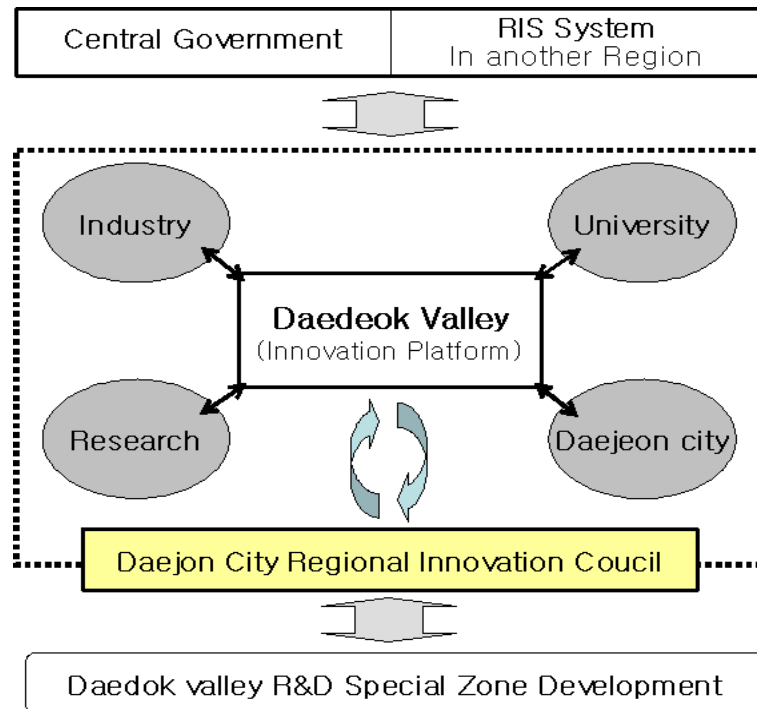 Central Government
RIS System
In another Region
Industry
University
Daedeok Valley
(Innovation Platform)
Research
Daejeon city
Daejon City Regional Innovation Coucil
Daedok valley R&D Special Zone Development